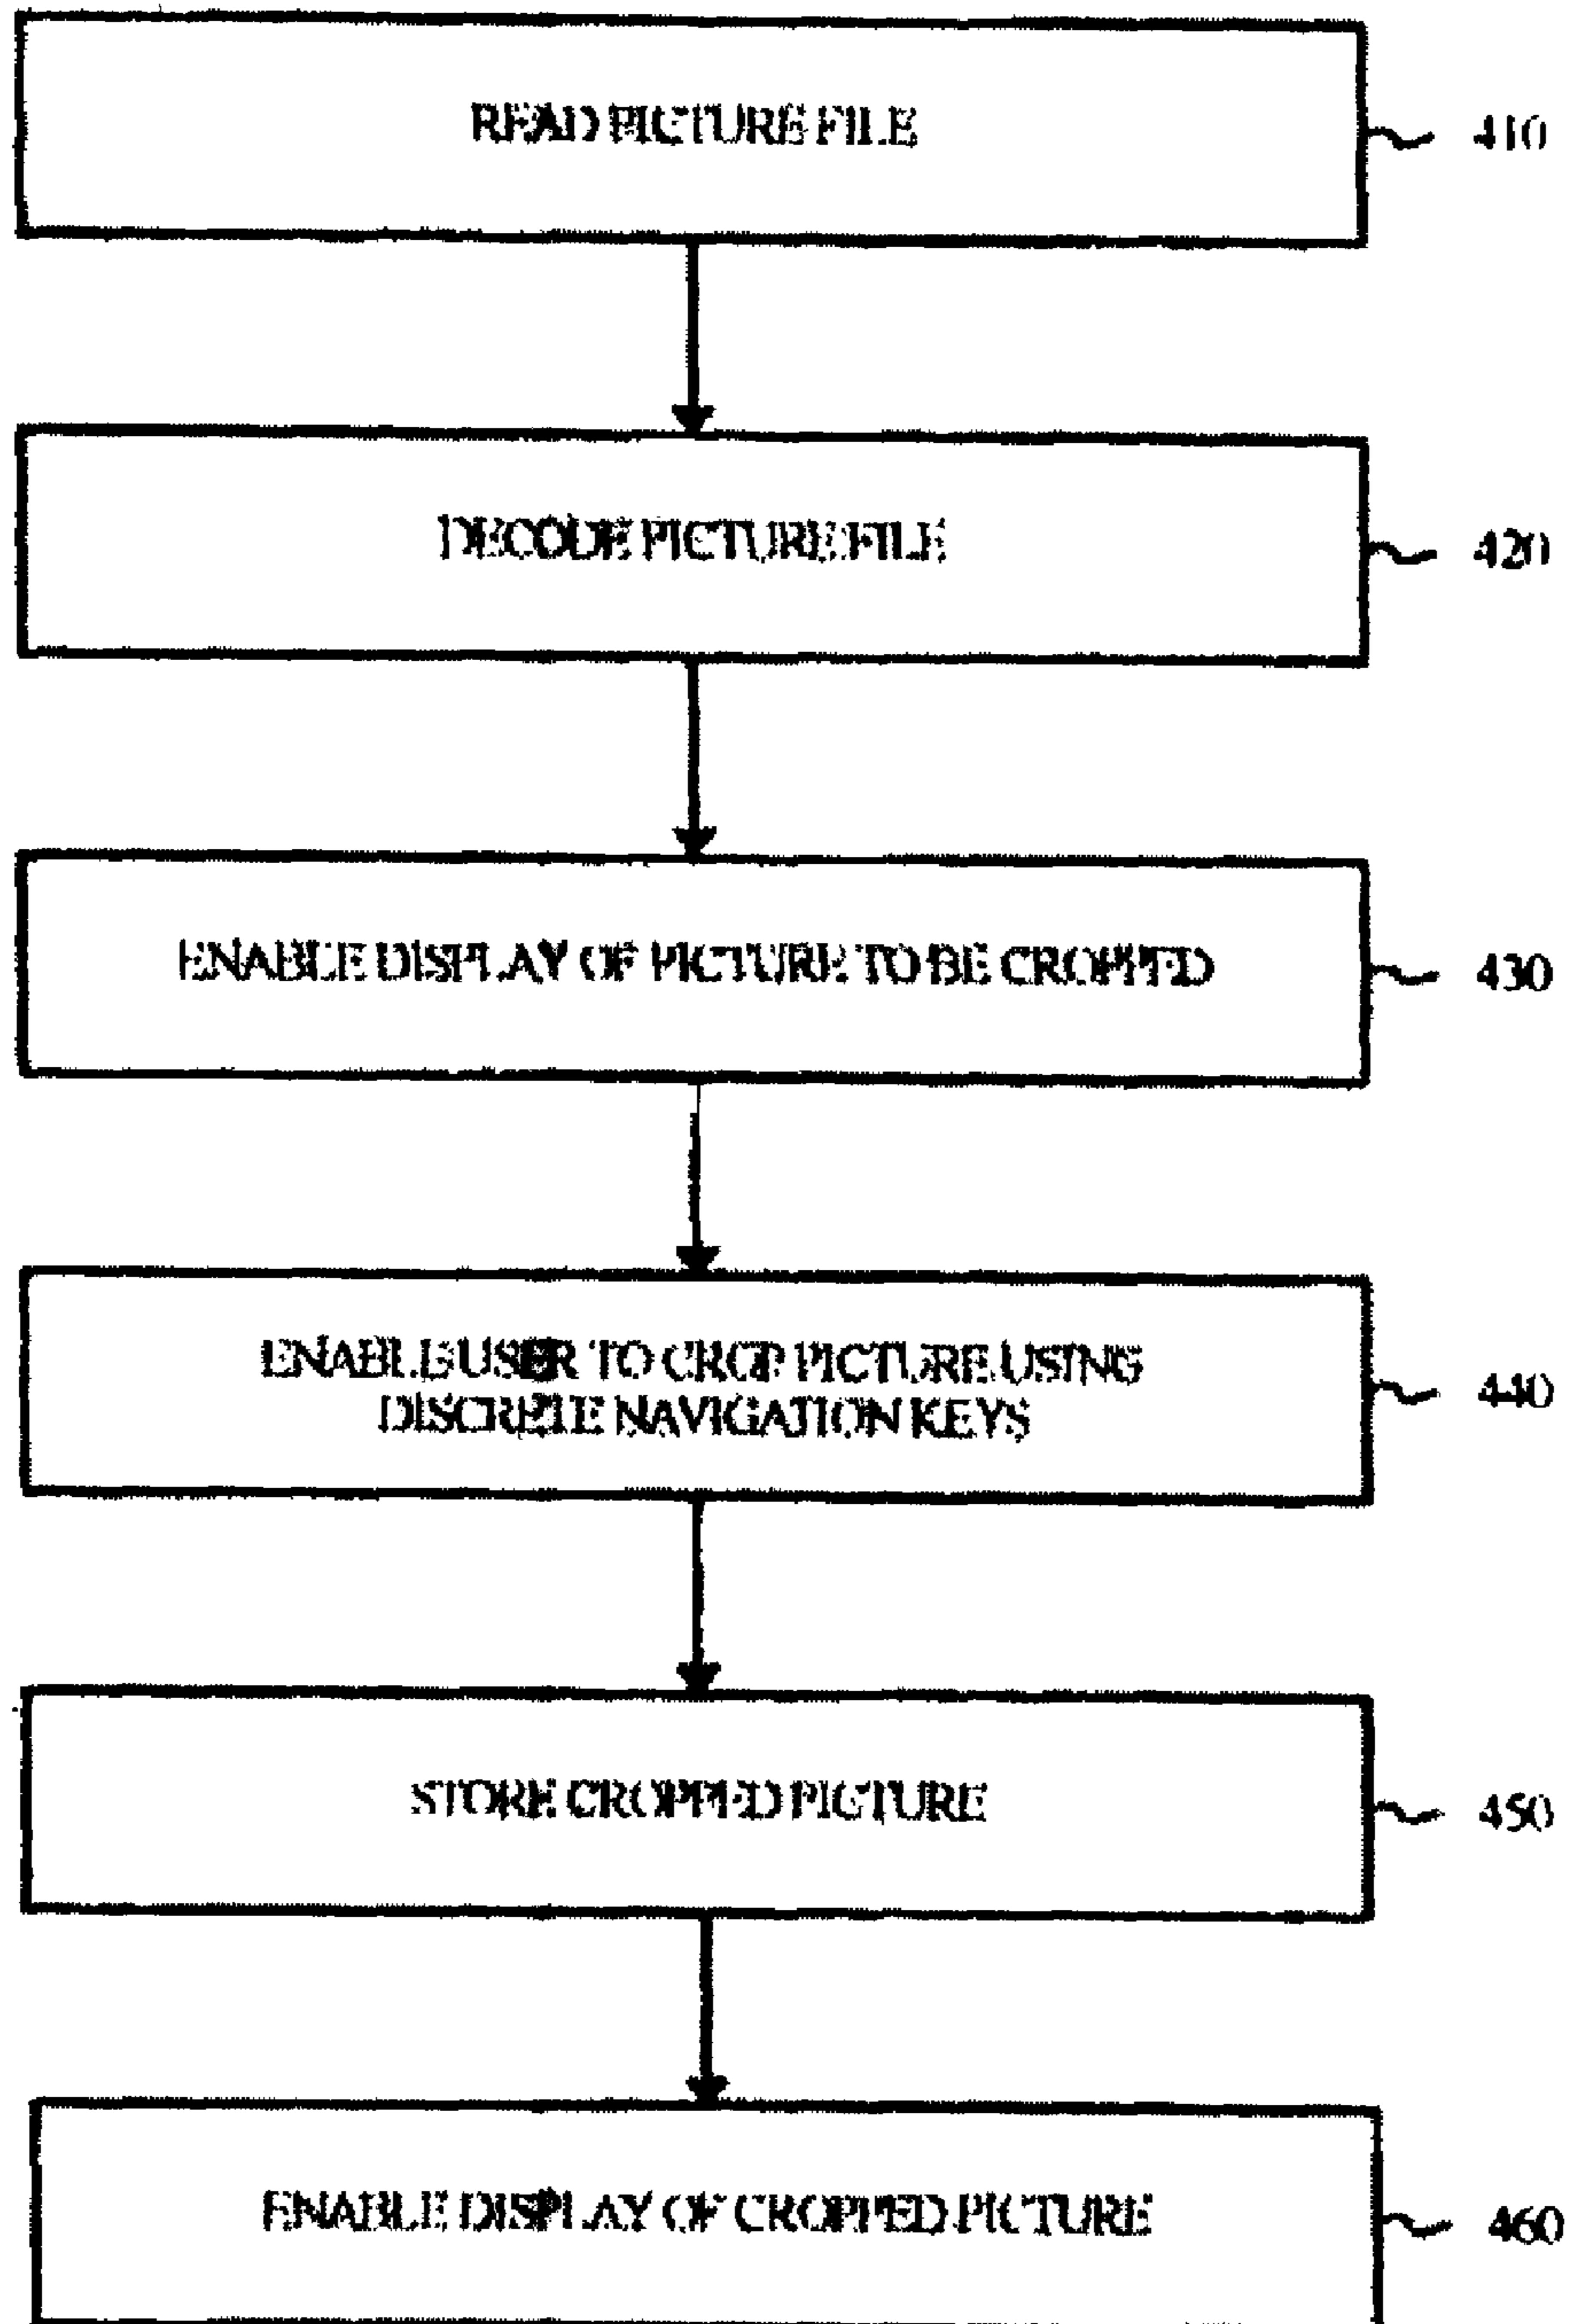 READ PICTURE FILE
410
DECODE PICTURE FILE
420
ENABLE DISPLAY OF PICTURE TO BE CROPPED
430
ENABLE USER TO CROP PICTURE USING
DISCRETE NAVIGATION KEYS
440
STORE CROPPED PICTURE
450
ENABLE DISPLAY OF CROPPED PICTURE
460